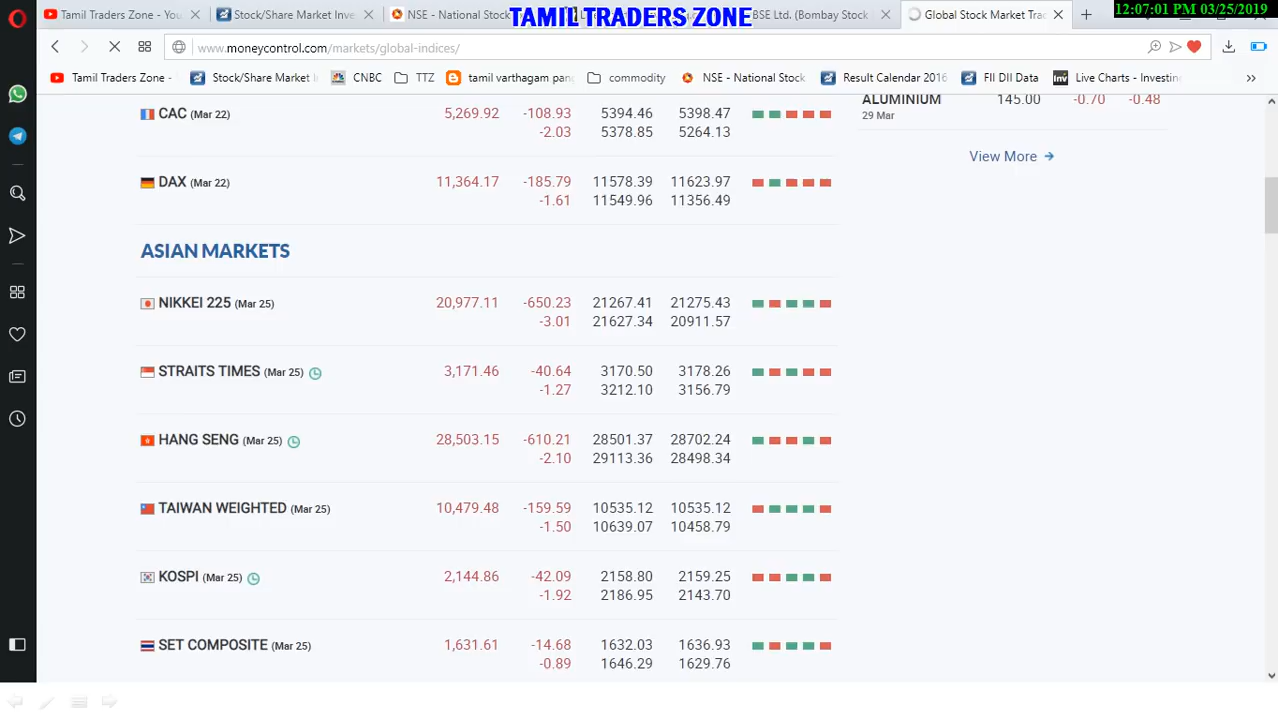 TAMIL TRADERS ZONE
12:07:01 PM 03/25/2019
Tamil Traders Zone - You
Stock/Share Market Inve
NSE - National Stock
BSE Ltd. (Bombay Stock
Global Stock Market Trac
www.moneycontrol.com/markets/global-indices/
Tamil Traders Zone -
Stock/Share Market I
CNBC
TTZ
tamil varthagam pan
commodity
NSE - National Stock
Result Calendar 2016
FII DII Data
Inv Live Charts - Investin
»
CAC (Mar 22) 5,269.92 -108.93 5394.46 5398.47
-2.03 5378.85 5264.13
DAX (Mar 22) 11,364.17 -185.79 11578.39 11623.97
-1.61 11549.96 11356.49
ASIAN MARKETS
NIKKEI 225 (Mar 25) 20,977.11 -650.23 21267.41 21275.43
-3.01 21627.34 20911.57
STRAITS TIMES (Mar 25) 3,171.46 -40.64 3170.50 3178.26
-1.27 3212.10 3156.79
HANG SENG (Mar 25) 28,503.15 -610.21 28501.37 28702.24
-2.10 29113.36 28498.34
TAIWAN WEIGHTED (Mar 25) 10,479.48 -159.59 10535.12 10535.12
-1.50 10639.07 10458.79
KOSPI (Mar 25) 2,144.86 -42.09 2158.80 2159.25
-1.92 2186.95 2143.70
SET COMPOSITE (Mar 25) 1,631.61 -14.68 1632.03 1636.93
-0.89 1646.29 1629.76
ALUMINIUM 145.00 -0.70 -0.48
29 Mar
View More